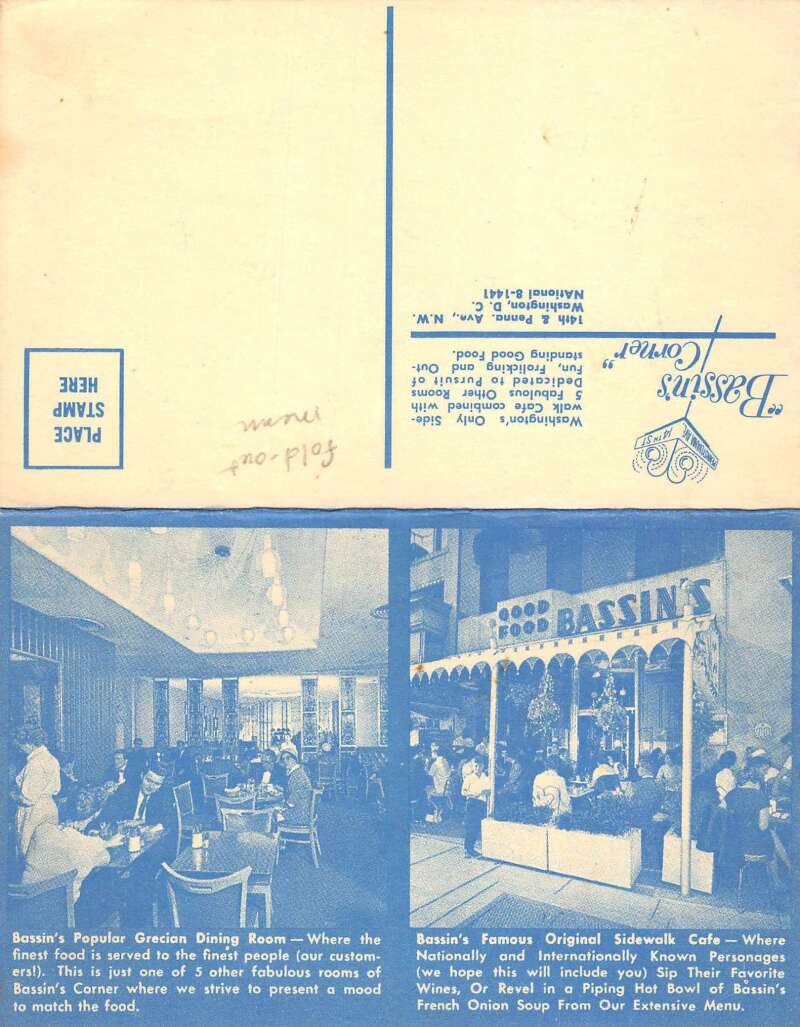 "Bassin's
Corner"
PENNSYLVANIA AVE.
14TH ST.
Washington's Only Side-
walk Cafe combined with
5 Fabulous Other Rooms
Dedicated to Pursuit of
Fun, Frolicking and Out-
standing Good Food.
14th & Penna. Ave., N.W.
Washington, D. C.
NAtional 8-1441
PLACE
STAMP
HERE
fold-out
menu
GOOD
FOOD
BASSIN'S
Bassin's Popular Grecian Dining Room — Where the
finest food is served to the finest people (our custom-
ers!). This is just one of 5 other fabulous rooms of
Bassin's Corner where we strive to present a mood
to match the food.
Bassin's Famous Original Sidewalk Cafe — Where
Nationally and Internationally Known Personages
(we hope this will include you) Sip Their Favorite
Wines, Or Revel in a Piping Hot Bowl of Bassin's
French Onion Soup From Our Extensive Menu.